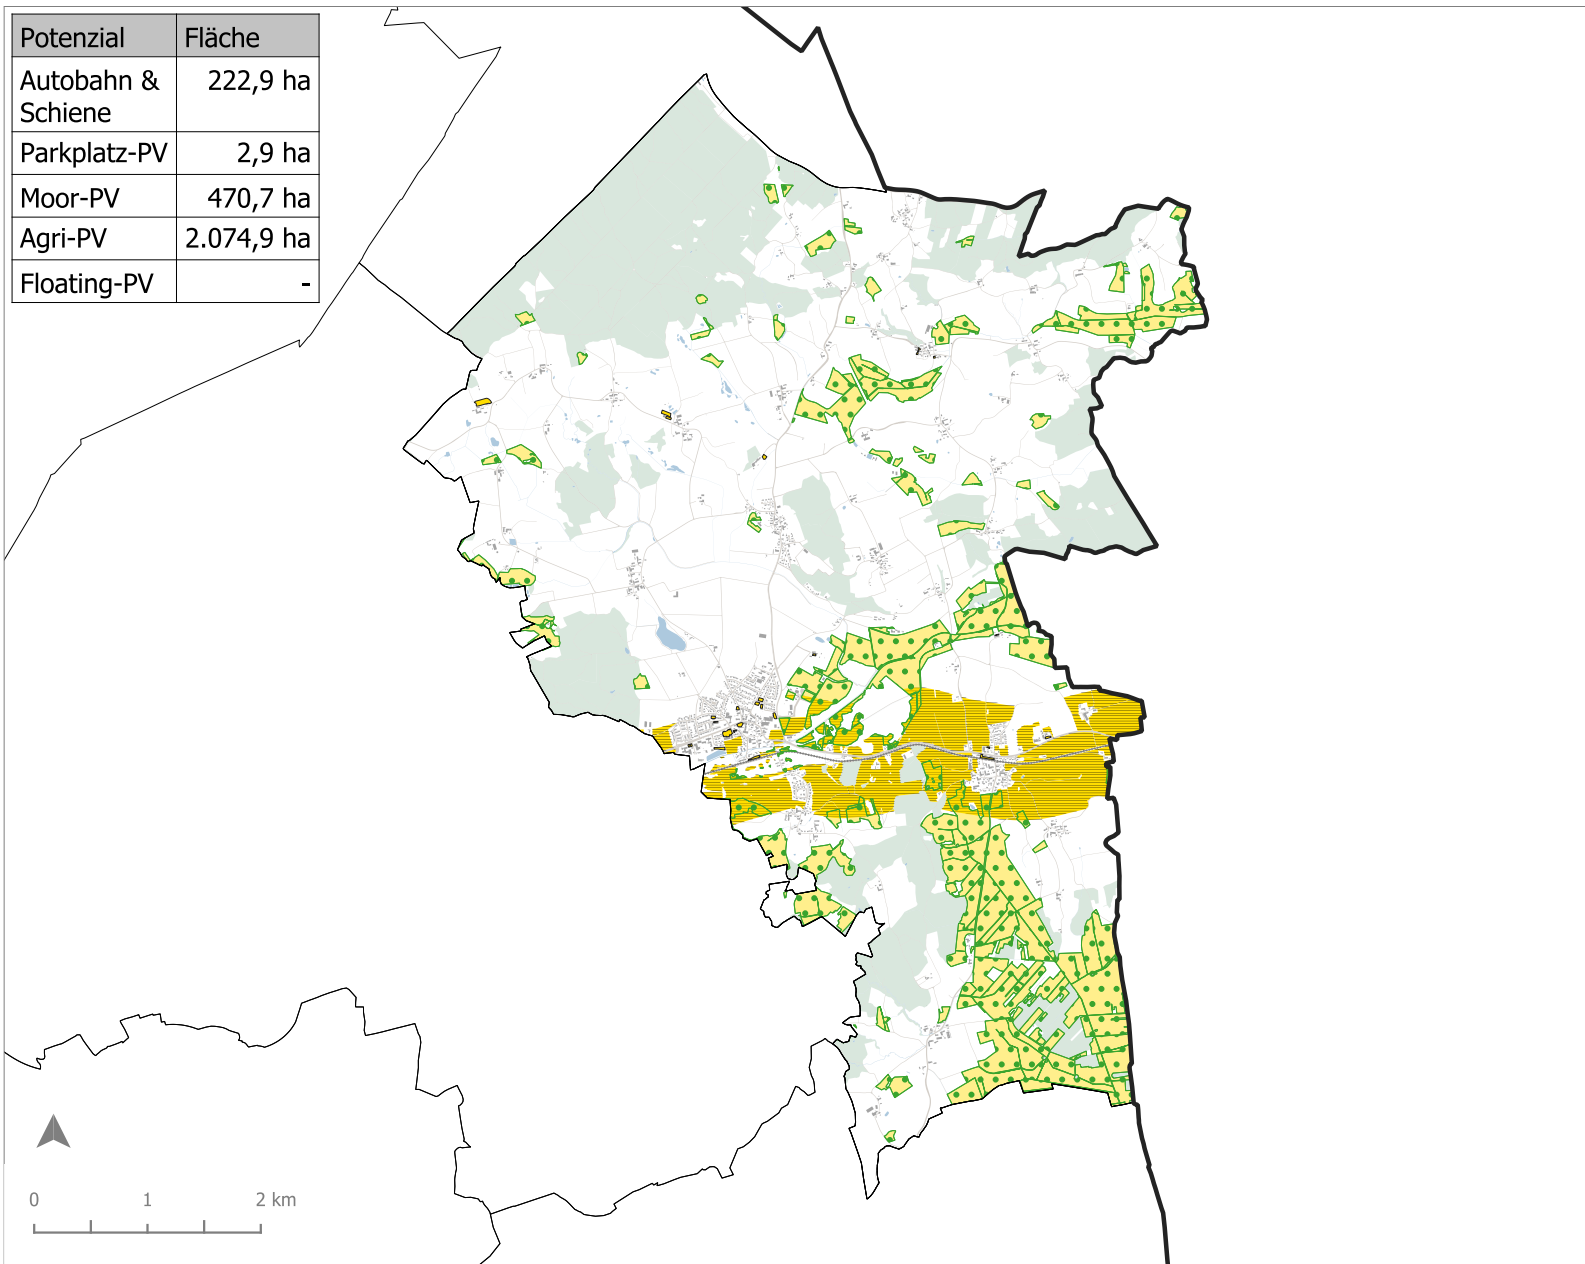 Potenzial Fläche
Autobahn & 222,9 ha
Schiene
Parkplatz-PV 2,9 ha
Moor-PV 470,7 ha
Agri-PV 2.074,9 ha
Floating-PV -
0 1 2 km